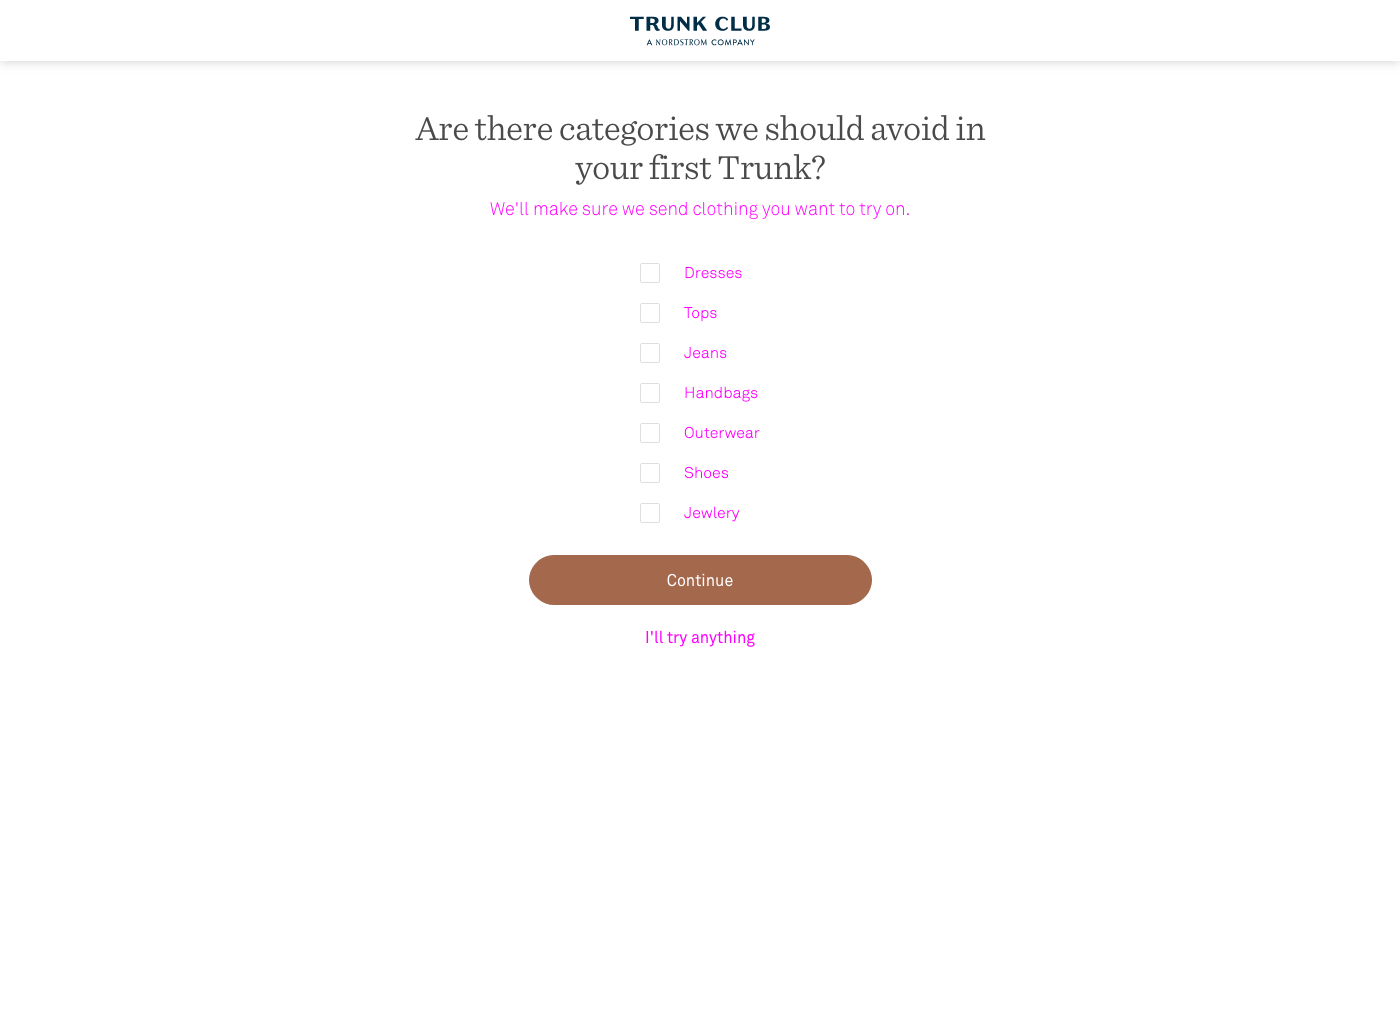 TRUNK CLUB
A NORDSTROM COMPANY
Are there categories we should avoid in
your first Trunk?
We'll make sure we send clothing you want to try on.
Dresses
Tops
Jeans
Handbags
Outerwear
Shoes
Jewlery
Continue
I'll try anything